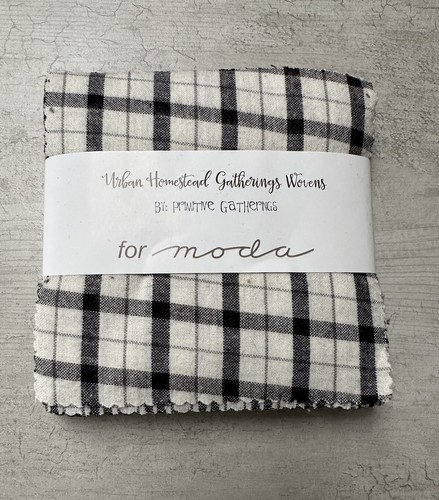 Urban Homestead Gatherings Wovens
By: Primitive Gatherings
for moda